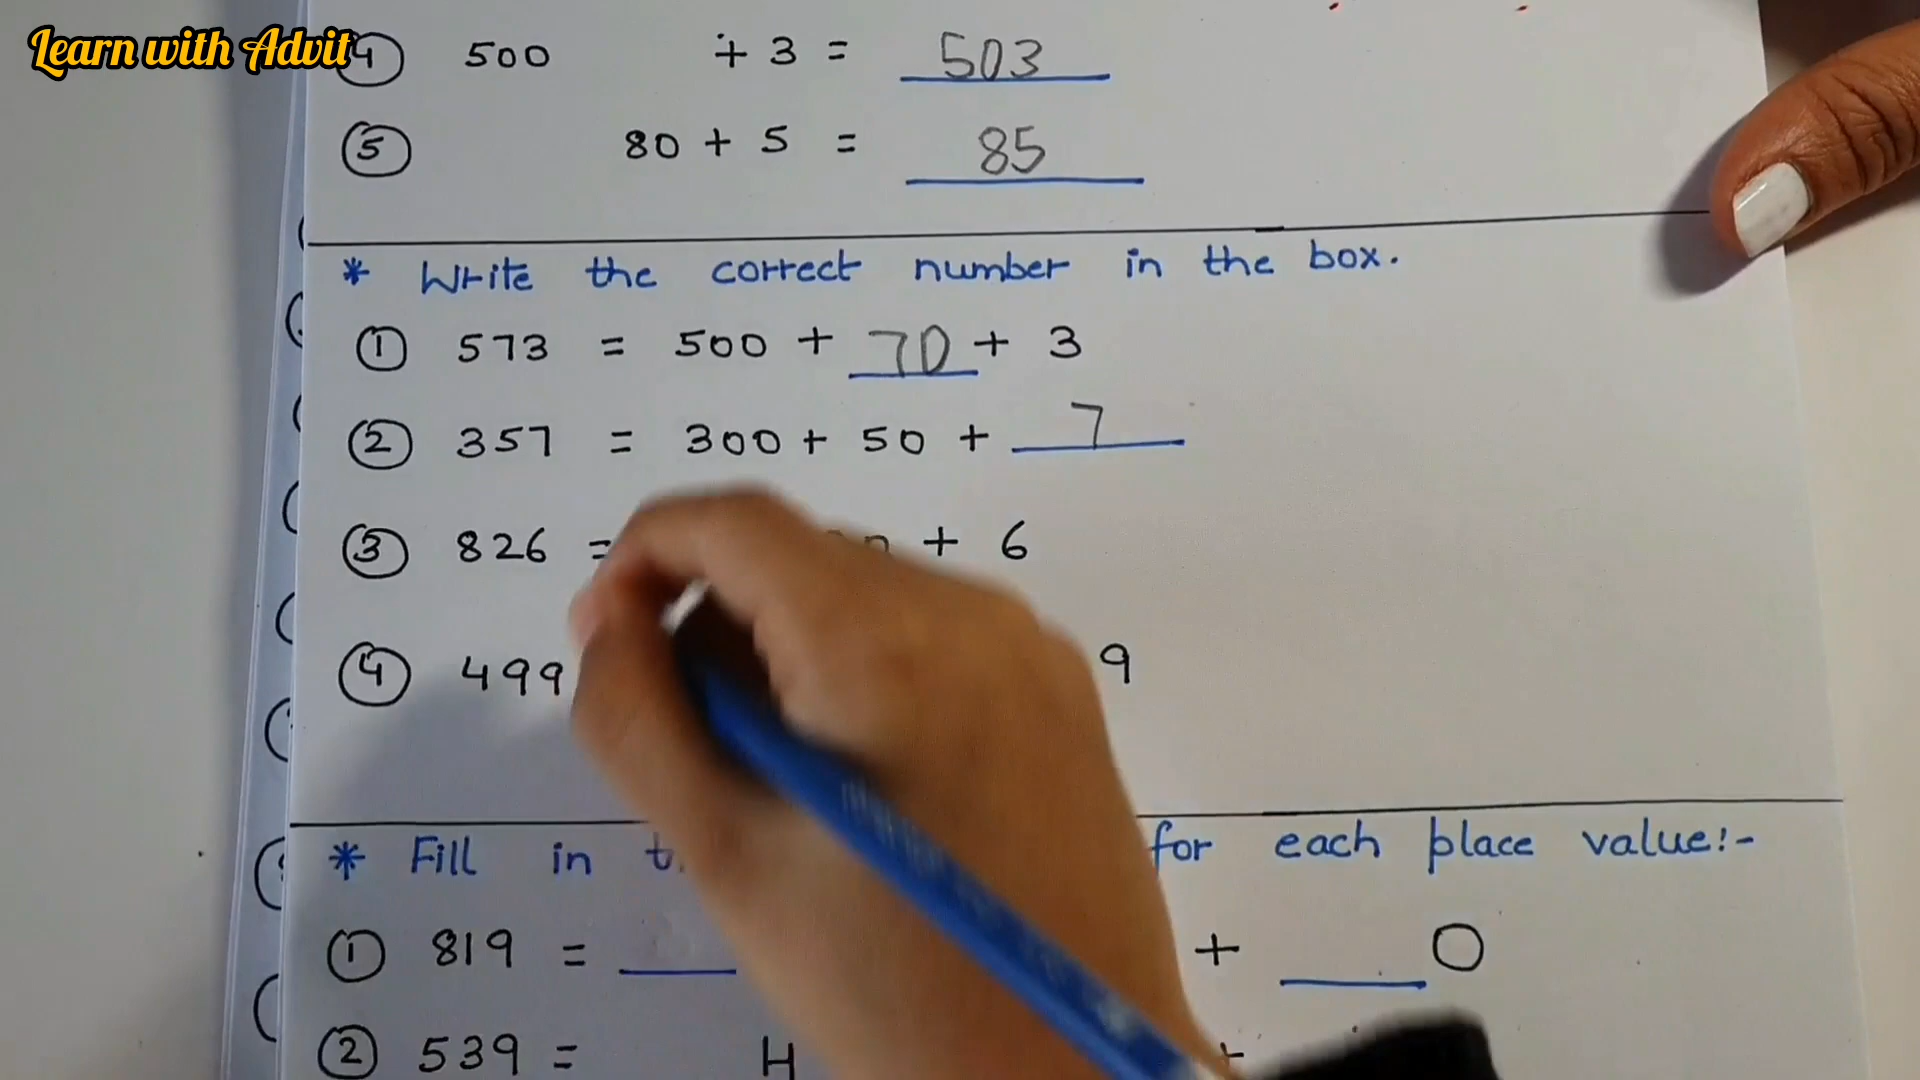 Learn with Advit
4 500 + 3 = 503
5 80 + 5 = 85
* Write the correct number in the box.
1 573 = 500 + 70 + 3
2 357 = 300 + 50 + 7
3 826 = + 6
4 499 9
* Fill in for each place value:-
1 819 = ____ + ____ O
2 539 = H +